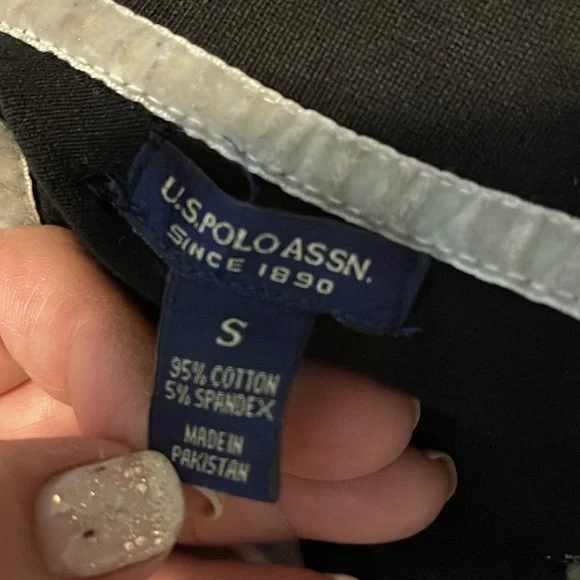 U.S. POLO ASSN.
SINCE 1890
S
95% COTTON
5% SPANDEX
MADE IN
PAKISTAN